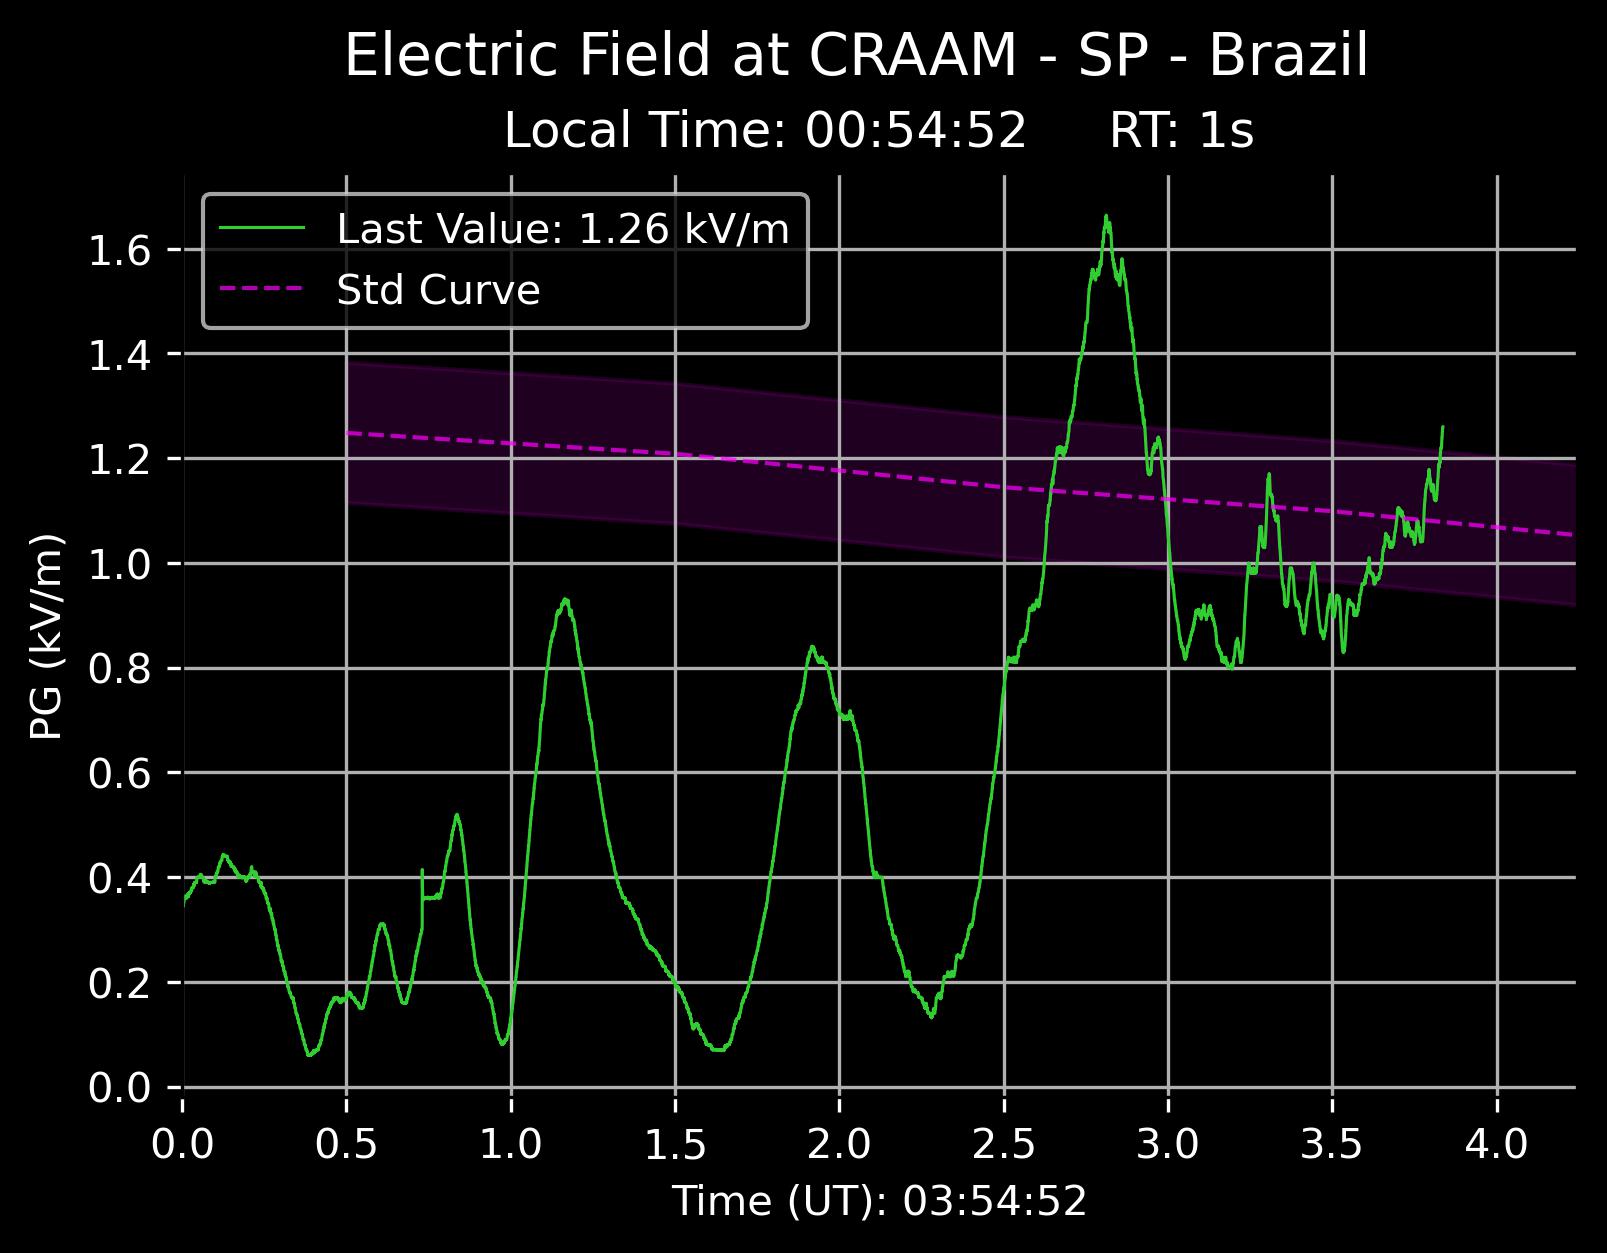 Electric Field at CRAAM - SP - Brazil
Local Time: 00:54:52 RT: 1s
Last Value: 1.26 kV/m
Std Curve
PG (kV/m)
1.6
1.4
1.2
1.0
0.8
0.6
0.4
0.2
0.0
0.0 0.5 1.0 1.5 2.0 2.5 3.0 3.5 4.0
Time (UT): 03:54:52